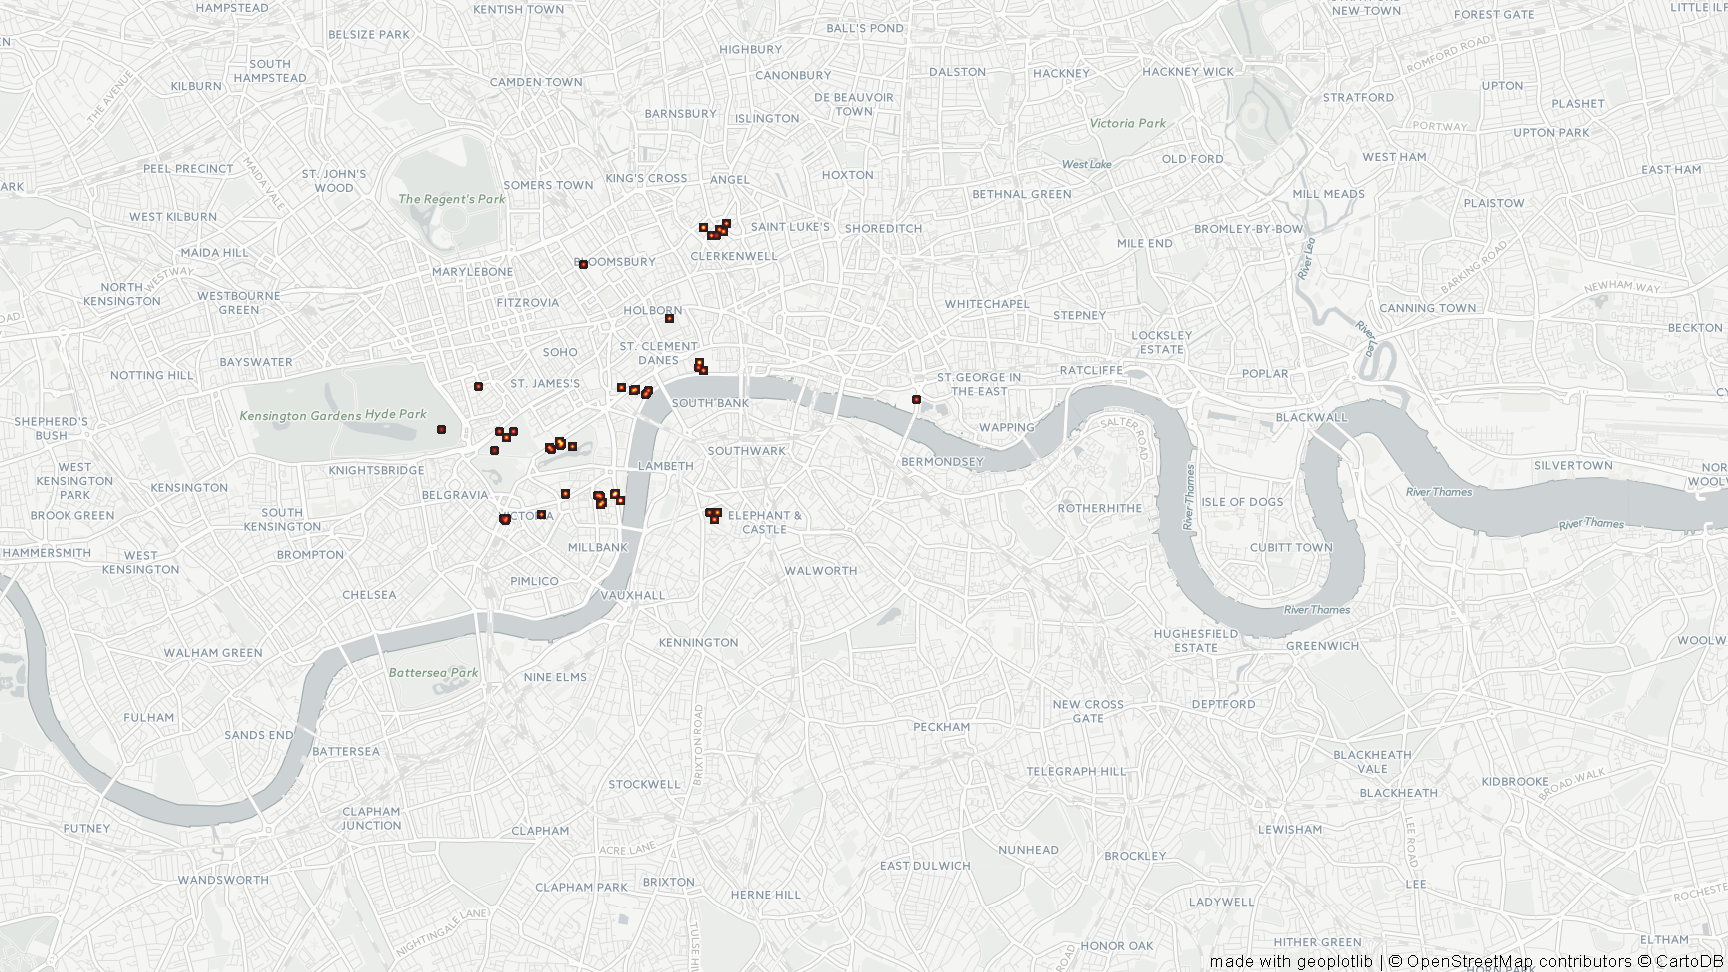 HAMPSTEAD
KENTISH TOWN
NEW TOWN
FOREST GATE
LITTLE ILF
BELSIZE PARK
BALL'S POND
EN
HIGHBURY
ROMFORD ROAD
SOUTH
HAMPSTEAD
THE AVENUE
KILBURN
CAMDEN TOWN
CANONBURY
DALSTON
HACKNEY
HACKNEY WICK
UPTON
DE BEAUVOIR
TOWN
STRATFORD
PLASHET
BARNSBURY
ISLINGTON
Victoria Park
PORTWAY
UPTON PARK
PEEL PRECINCT
MAIDA VALE
ST. JOHN'S
WOOD
SOMERS TOWN
KING'S CROSS
ANGEL
HOXTON
West Lake
OLD FORD
WEST HAM
EAST HAM
ARK
The Regent's Park
BETHNAL GREEN
MILL MEADS
PLAISTOW
WEST KILBURN
SAINT LUKE'S
SHOREDITCH
BROMLEY-BY-BOW
MAIDA HILL
MILE END
River Lea
BARKING ROAD
MARYLEBONE
BLOOMSBURY
CLERKENWELL
WESTWAY
NORTH
KENSINGTON
WESTBOURNE
GREEN
FITZROVIA
HOLBORN
WHITECHAPEL
STEPNEY
NEWHAM WAY
CANNING TOWN
ROAD
BECKTON
LOCKSLEY
ESTATE
River Lea
BAYSWATER
SOHO
ST. CLEMENT
DANES
NOTTING HILL
ST. JAMES'S
ST.GEORGE IN
THE EAST
RATCLIFFE
POPLAR
CY
SHEPHERD'S
BUSH
Kensington Gardens
Hyde Park
SOUTH BANK
WAPPING
SALTER ROAD
BLACKWALL
KNIGHTSBRIDGE
LAMBETH
SOUTHWARK
BERMONDSEY
SILVERTOWN
NOR
WOOLW
WEST
KENSINGTON
PARK
KENSINGTON
BELGRAVIA
River Thames
ISLE OF DOGS
River Thames
BROOK GREEN
SOUTH
KENSINGTON
VICTORIA
ELEPHANT &
CASTLE
ROTHERHITHE
River Thames
HAMMERSMITH
WEST
KENSINGTON
BROMPTON
MILLBANK
CUBITT TOWN
PIMLICO
WALWORTH
CHELSEA
VAUXHALL
River Thames
WALHAM GREEN
KENNINGTON
HUGHESFIELD
ESTATE
GREENWICH
WOOLW
Battersea Park
NINE ELMS
FULHAM
NEW CROSS
GATE
DEPTFORD
SANDS END
BATTERSEA
BRIXTON ROAD
PECKHAM
BLACKHEATH
VALE
STOCKWELL
TELEGRAPH HILL
KIDBROOKE
BROAD WALK
BLACKHEATH
CLAPHAM
JUNCTION
FUTNEY
CLAPHAM
LEWISHAM
LEE ROAD
ACRE LANE
NUNHEAD
BROCKLEY
EAST DULWICH
WANDSWORTH
CLAPHAM PARK
BRIXTON
HERNE HILL
LEE
ROCHESTE
LADYWELL
NIGHTINGALE LANE
TULSE HILL
HONOR OAK
ROAD
HITHER GREEN
ELTHAM
made with geoplotlib | © OpenStreetMap contributors © CartoDB